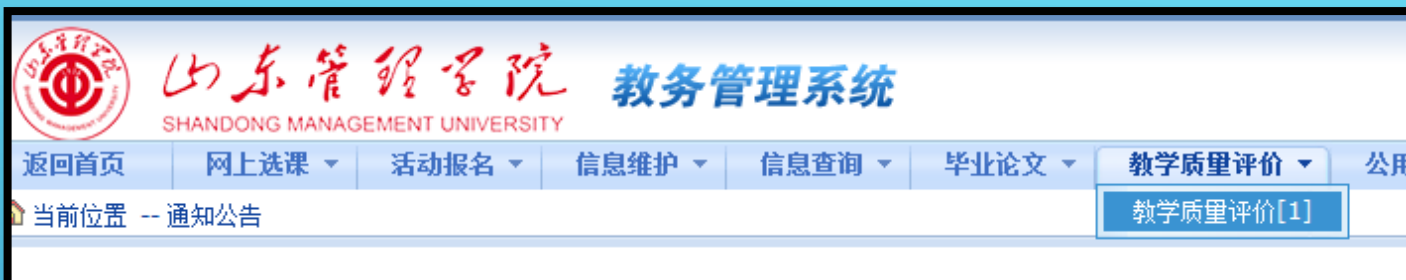 山东管理学院 教务管理系统
SHANDONG MANAGEMENT UNIVERSITY
返回首页 网上选课 活动报名 信息维护 信息查询 毕业论文 教学质量评价 公用
当前位置 -- 通知公告
教学质量评价[1]